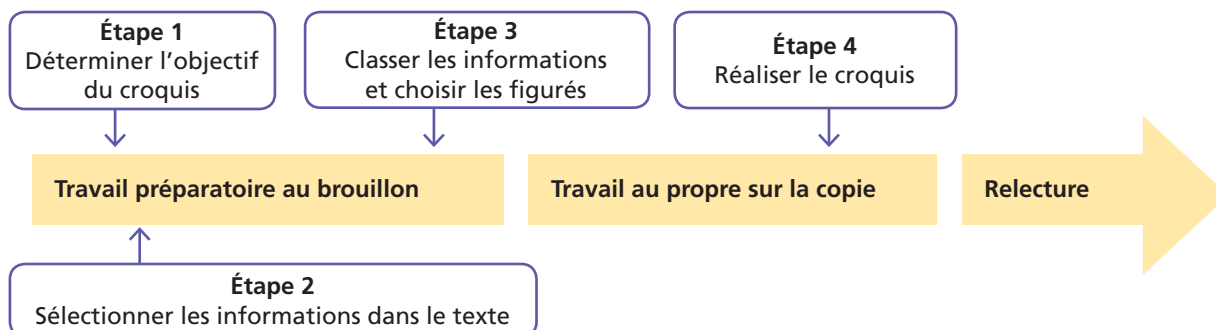 Étape 1
Déterminer l'objectif
du croquis
Étape 3
Classer les informations
et choisir les figurés
Étape 4
Réaliser le croquis
Travail préparatoire au brouillon
Travail au propre sur la copie
Relecture
Étape 2
Sélectionner les informations dans le texte